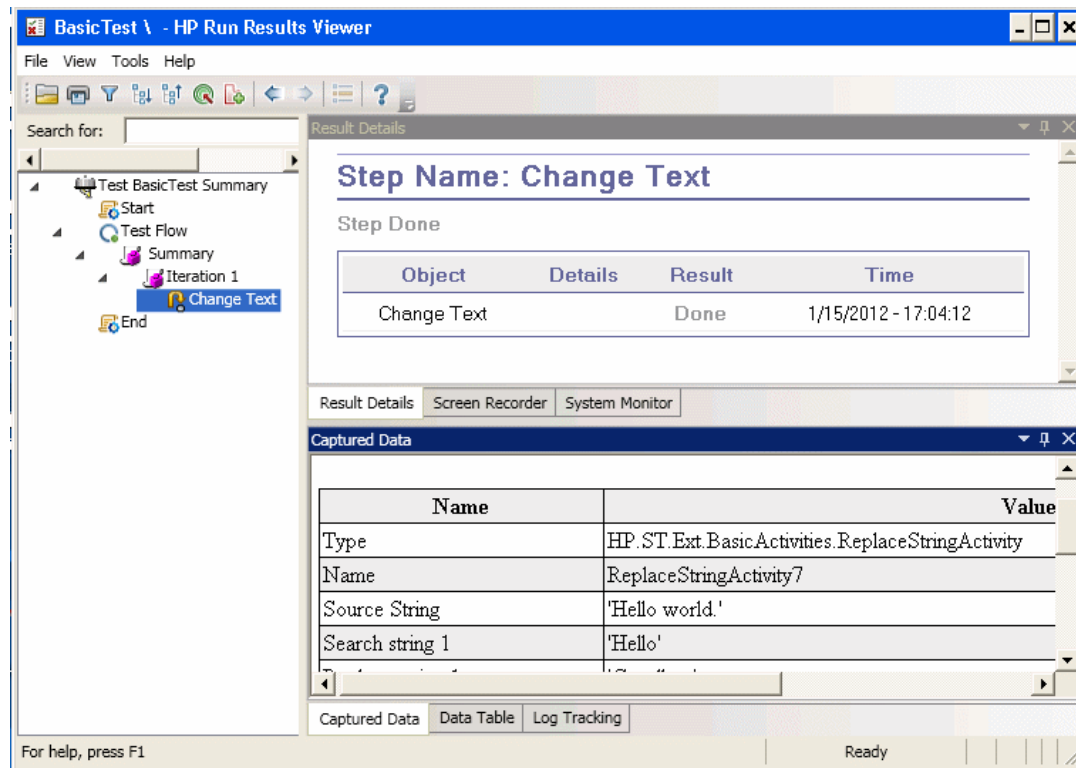 BasicTest \ - HP Run Results Viewer
File View Tools Help
Search for:
Test BasicTest Summary
Start
Test Flow
Summary
Iteration 1
Change Text
End
Result Details
Step Name: Change Text
Step Done
Object Details Result Time
Change Text Done 1/15/2012 - 17:04:12
Result Details Screen Recorder System Monitor
Captured Data
Name Value
Type HP.ST.Ext.BasicActivities.ReplaceStringActivity
Name ReplaceStringActivity7
Source String 'Hello world.'
Search string 1 'Hello'
Captured Data Data Table Log Tracking
For help, press F1 Ready